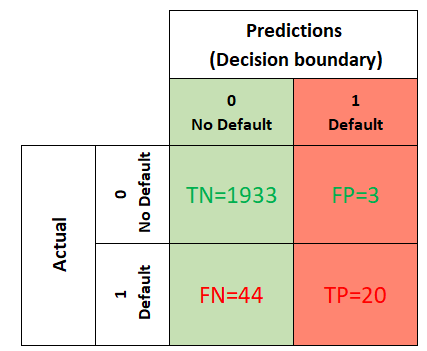 Predictions
(Decision boundary)
0
No Default
1
Default
Actual
0
No Default
TN=1933
FP=3
1
Default
FN=44
TP=20